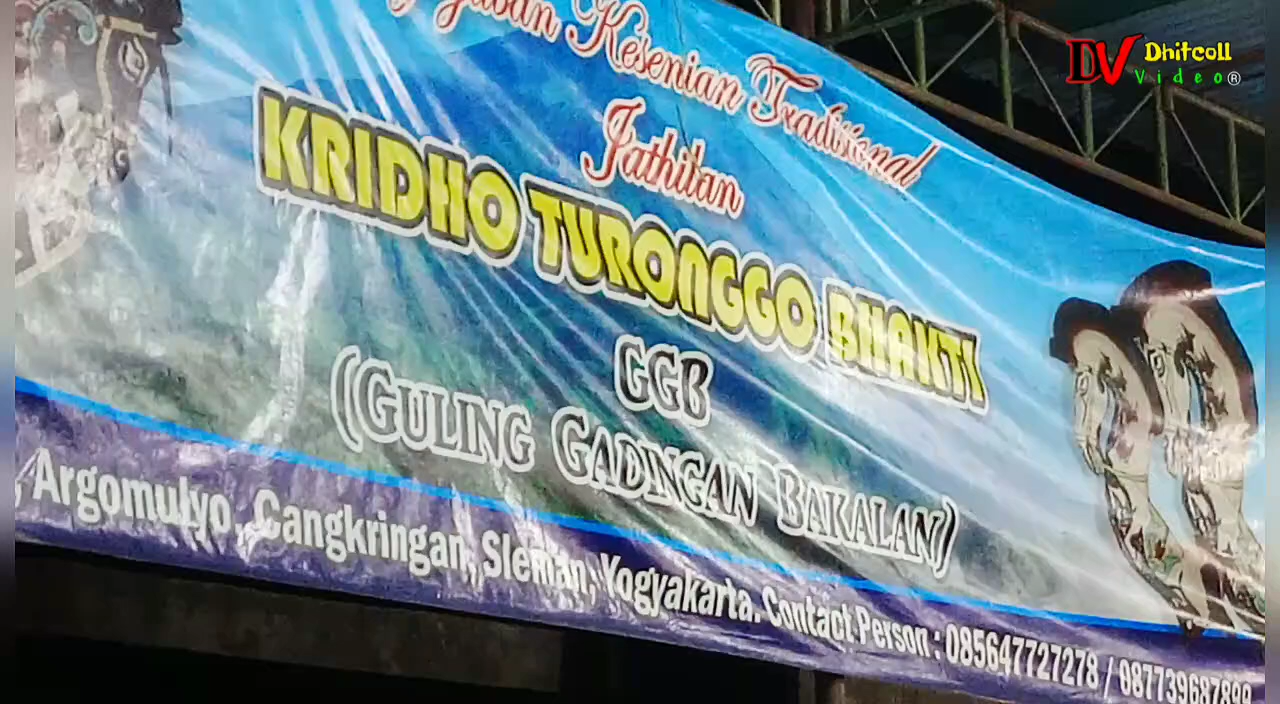 Kesenian Tradisional
Jathilan
KRIDHO TURONGGO BHAKTI
GGB
(GULING GADINGAN BAKALAN)
, Argomulyo, Cangkringan, Sleman, Yogyakarta. Contact Person : 085647727278 / 087739687899
DV Dhitcoll
Video®